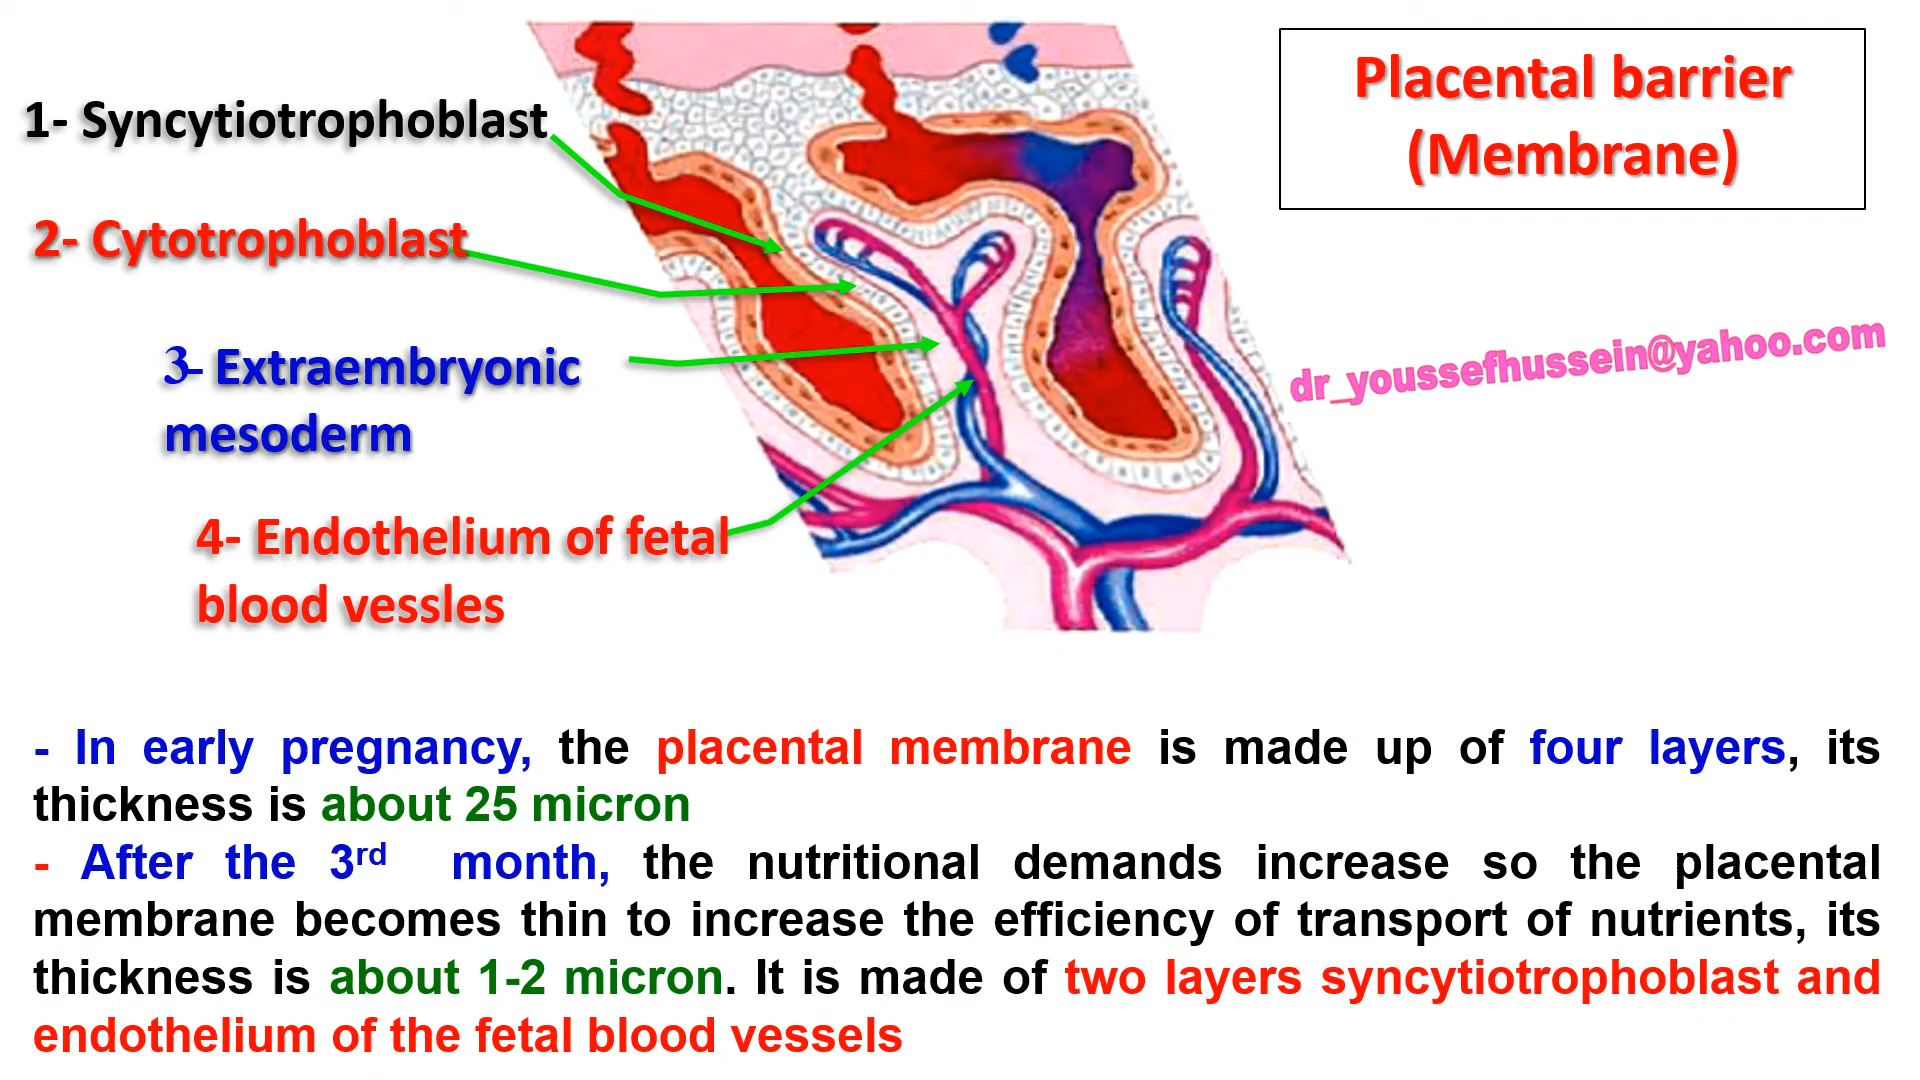 Placental barrier
(Membrane)
1- Syncytiotrophoblast
2- Cytotrophoblast
3- Extraembryonic
mesoderm
4- Endothelium of fetal
blood vessles
dr_youssefhussein@yahoo.com
- In early pregnancy, the placental membrane is made up of four layers, its
thickness is about 25 micron
- After the 3rd month, the nutritional demands increase so the placental
membrane becomes thin to increase the efficiency of transport of nutrients, its
thickness is about 1-2 micron. It is made of two layers syncytiotrophoblast and
endothelium of the fetal blood vessels